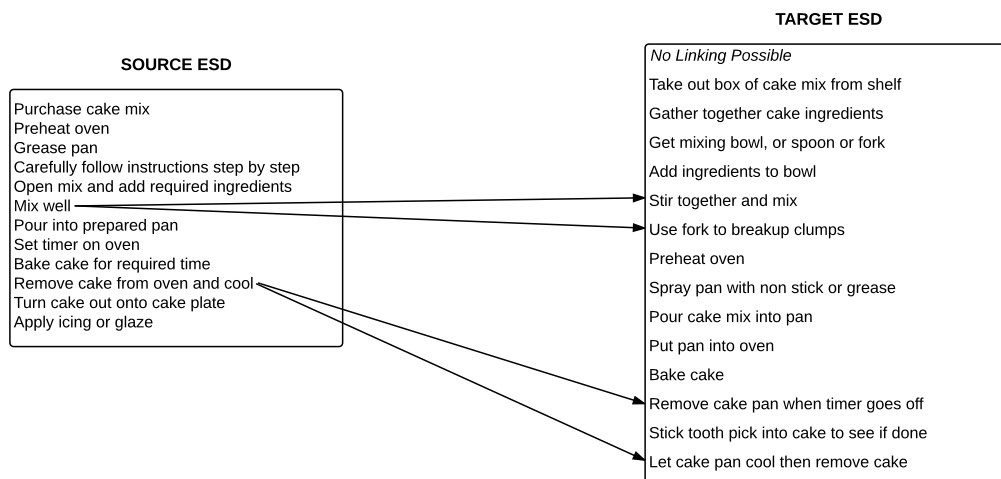 SOURCE ESD
Purchase cake mix
Preheat oven
Grease pan
Carefully follow instructions step by step
Open mix and add required ingredients
Mix well
Pour into prepared pan
Set timer on oven
Bake cake for required time
Remove cake from oven and cool
Turn cake out onto cake plate
Apply icing or glaze
TARGET ESD
No Linking Possible
Take out box of cake mix from shelf
Gather together cake ingredients
Get mixing bowl, or spoon or fork
Add ingredients to bowl
Stir together and mix
Use fork to breakup clumps
Preheat oven
Spray pan with non stick or grease
Pour cake mix into pan
Put pan into oven
Bake cake
Remove cake pan when timer goes off
Stick tooth pick into cake to see if done
Let cake pan cool then remove cake